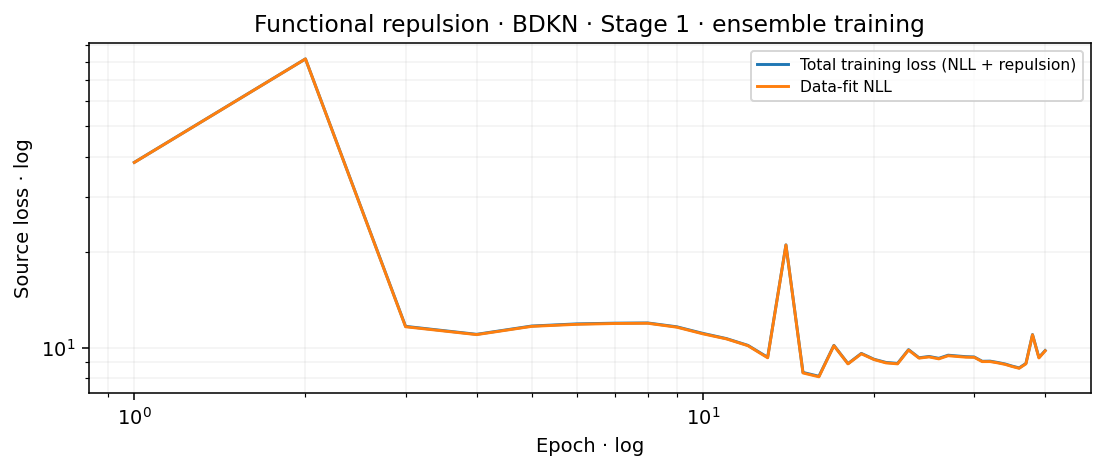 Functional repulsion · BDKN · Stage 1 · ensemble training
Total training loss (NLL + repulsion)
Data-fit NLL
Source loss · log
10¹
10⁰
10¹
Epoch · log